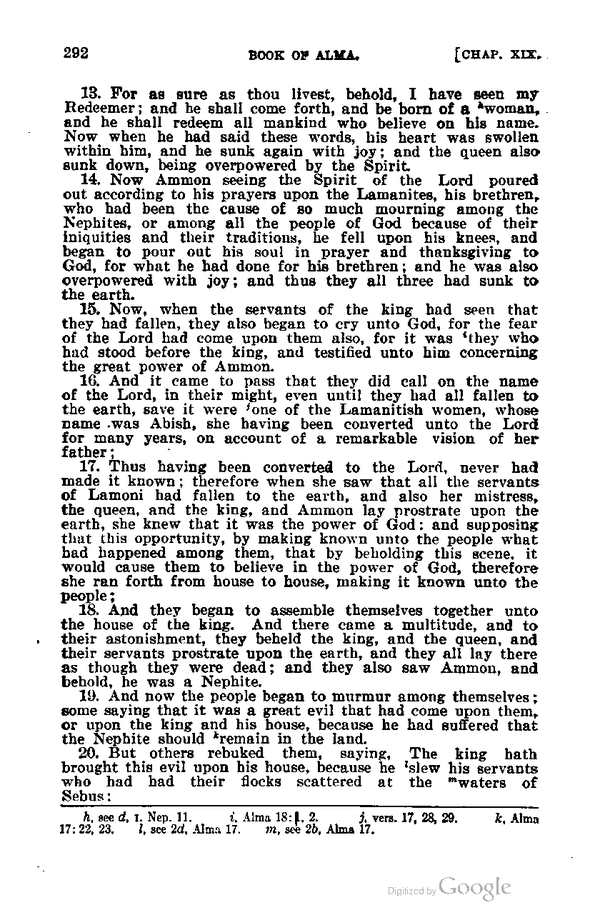 292 BOOK OF ALMA. [CHAP. XIX.
13. For as sure as thou livest, behold, I have seen my
Redeemer; and he shall come forth, and be born of a ʰwoman,
and he shall redeem all mankind who believe on his name.
Now when he had said these words, his heart was swollen
within him, and he sunk again with joy; and the queen also
sunk down, being overpowered by the Spirit.
14. Now Ammon seeing the Spirit of the Lord poured
out according to his prayers upon the Lamanites, his brethren,
who had been the cause of so much mourning among the
Nephites, or among all the people of God because of their
iniquities and their traditions, he fell upon his knees, and
began to pour out his soul in prayer and thanksgiving to
God, for what he had done for his brethren; and he was also
overpowered with joy; and thus they all three had sunk to
the earth.
15. Now, when the servants of the king had seen that
they had fallen, they also began to cry unto God, for the fear
of the Lord had come upon them also, for it was ⁱthey who
had stood before the king, and testified unto him concerning
the great power of Ammon.
16. And it came to pass that they did call on the name
of the Lord, in their might, even until they had all fallen to
the earth, save it were ʲone of the Lamanitish women, whose
name was Abish, she having been converted unto the Lord
for many years, on account of a remarkable vision of her
father;
17. Thus having been converted to the Lord, never had
made it known; therefore when she saw that all the servants
of Lamoni had fallen to the earth, and also her mistress,
the queen, and the king, and Ammon lay prostrate upon the
earth, she knew that it was the power of God: and supposing
that this opportunity, by making known unto the people what
had happened among them, that by beholding this scene, it
would cause them to believe in the power of God, therefore
she ran forth from house to house, making it known unto the
people;
18. And they began to assemble themselves together unto
the house of the king. And there came a multitude, and to
their astonishment, they beheld the king, and the queen, and
their servants prostrate upon the earth, and they all lay there
as though they were dead; and they also saw Ammon, and
behold, he was a Nephite.
19. And now the people began to murmur among themselves;
some saying that it was a great evil that had come upon them,
or upon the king and his house, because he had suffered that
the Nephite should ᵏremain in the land.
20. But others rebuked them, saying, The king hath
brought this evil upon his house, because he ˡslew his servants
who had had their flocks scattered at the ᵐwaters of
Sebus:
h, see d, 1. Nep. 11. i, Alma 18:1, 2. j, vers. 17, 28, 29. k, Alma
17:22, 23. l, see 2d, Alma 17. m, see 2b, Alma 17.
Digitized by Google